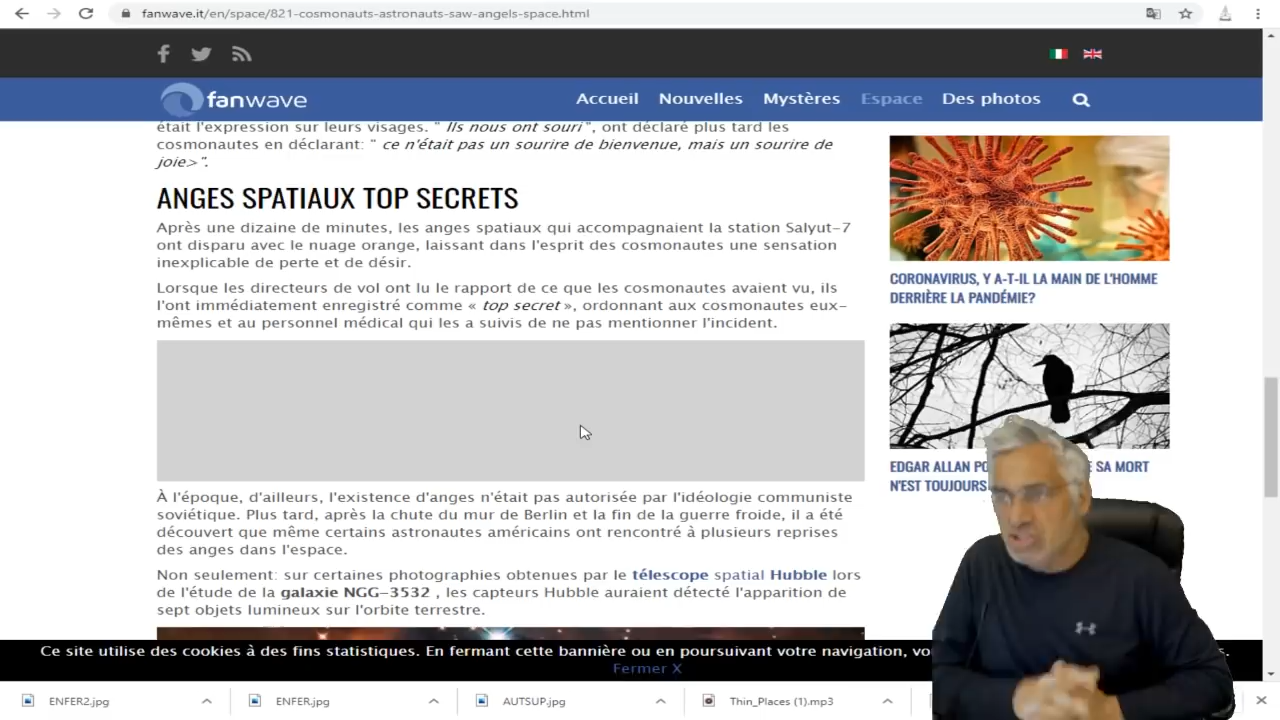 fanwave.it/en/space/821-cosmonauts-astronauts-saw-angels-space.html
fanwave
Accueil Nouvelles Mystères Espace Des photos
était l'expression sur leurs visages. " Ils nous ont souri", ont déclaré plus tard les
cosmonautes en déclarant: " ce n'était pas un sourire de bienvenue, mais un sourire de
joie>".
ANGES SPATIAUX TOP SECRETS
Après une dizaine de minutes, les anges spatiaux qui accompagnaient la station Salyut-7
ont disparu avec le nuage orange, laissant dans l'esprit des cosmonautes une sensation
inexplicable de perte et de désir.
Lorsque les directeurs de vol ont lu le rapport de ce que les cosmonautes avaient vu, ils
l'ont immédiatement enregistré comme « top secret », ordonnant aux cosmonautes eux-
mêmes et au personnel médical qui les a suivis de ne pas mentionner l'incident.
À l'époque, d'ailleurs, l'existence d'anges n'était pas autorisée par l'idéologie communiste
soviétique. Plus tard, après la chute du mur de Berlin et la fin de la guerre froide, il a été
découvert que même certains astronautes américains ont rencontré à plusieurs reprises
des anges dans l'espace.
Non seulement: sur certaines photographies obtenues par le télescope spatial Hubble lors
de l'étude de la galaxie NGG-3532 , les capteurs Hubble auraient détecté l'apparition de
sept objets lumineux sur l'orbite terrestre.
CORONAVIRUS, Y A-T-IL LA MAIN DE L'HOMME
DERRIÈRE LA PANDÉMIE?
EDGAR ALLAN SA MORT
N'EST TOUJOURS
Ce site utilise des cookies à des fins statistiques. En fermant cette bannière ou en poursuivant votre navigation,
Fermer X
ENFER2.jpg
ENFER.jpg
AUTSUP.jpg
Thin_Places (1).mp3